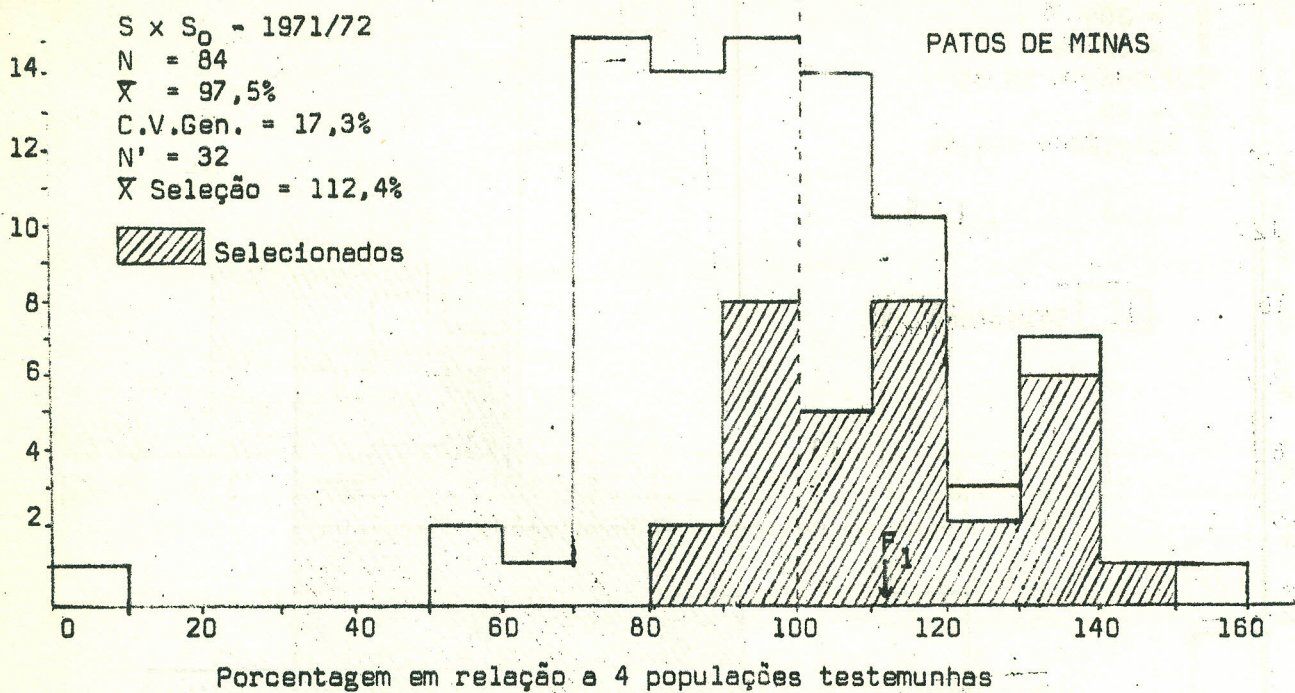 S x S0 - 1971/72
N = 84
X̄ = 97,5%
C.V.Gen. = 17,3%
N' = 32
X̄ Seleção = 112,4%
Selecionados
PATOS DE MINAS
14
12
10
8
6
4
2
F1
0 20 40 60 80 100 120 140 160
Porcentagem em relação a 4 populações testemunhas